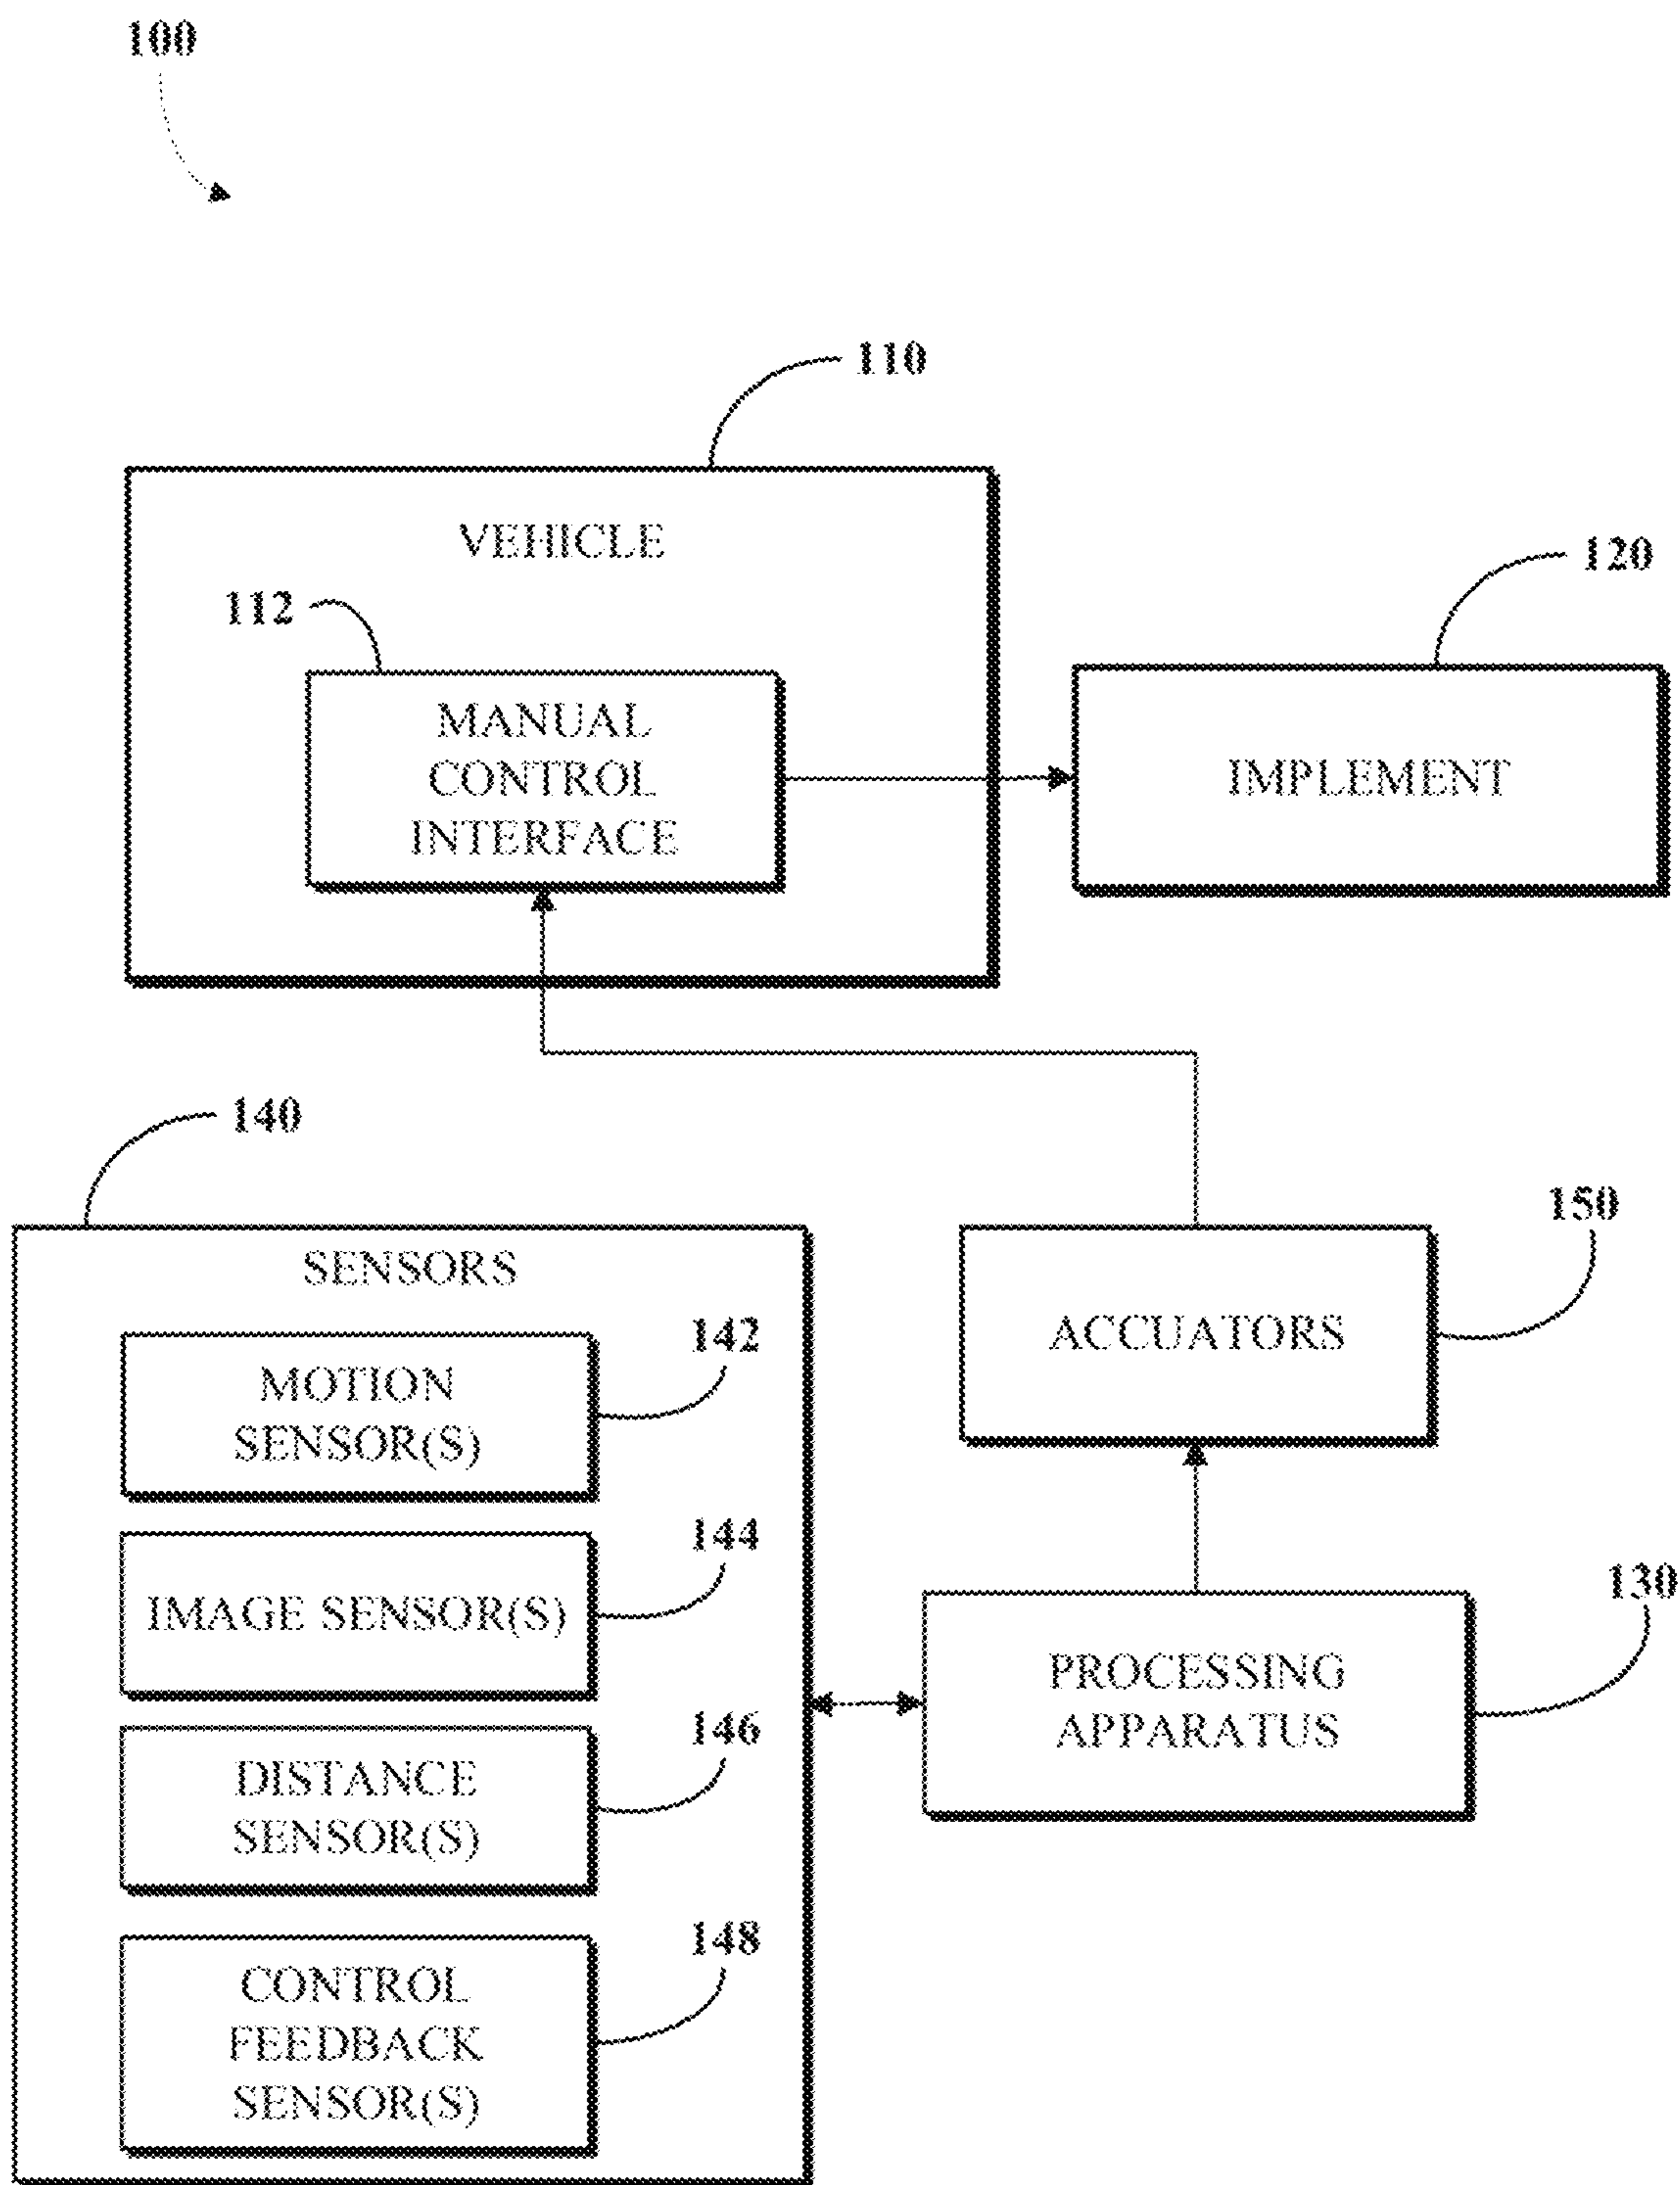 100
110
VEHICLE
120
112
MANUAL
CONTROL
INTERFACE
IMPLEMENT
140
150
SENSORS
ACCUATORS
142
MOTION
SENSOR(S)
144
IMAGE SENSOR(S)
130
PROCESSING
APPARATUS
146
DISTANCE
SENSOR(S)
148
CONTROL
FEEDBACK
SENSOR(S)